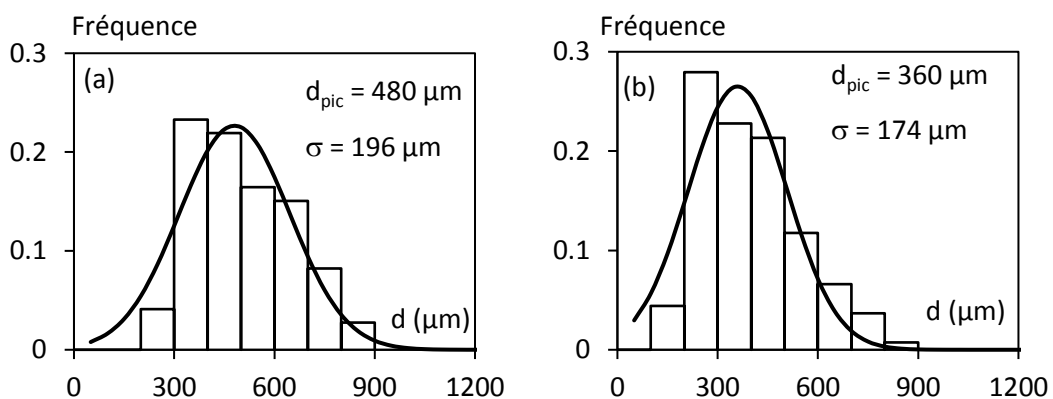 Fréquence
0.3
(a)
d_pic = 480 µm
0.2
σ = 196 µm
0.1
d (µm)
0
0 300 600 900 1200
Fréquence
0.3
(b)
d_pic = 360 µm
0.2
σ = 174 µm
0.1
d (µm)
0
0 300 600 900 1200